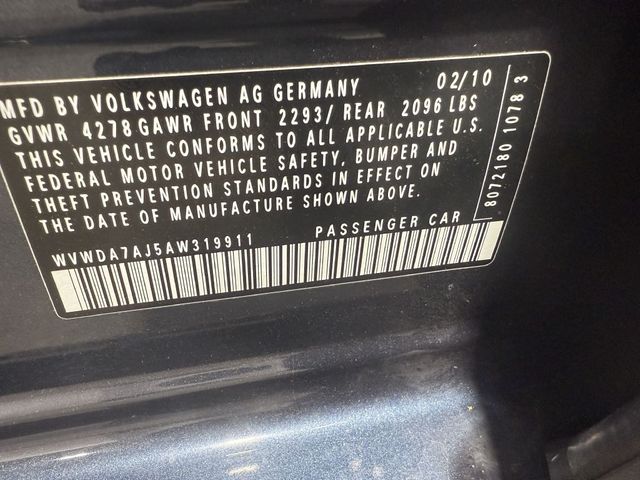 MFD BY VOLKSWAGEN AG GERMANY 02/10
GVWR 4278 GAWR FRONT 2293/ REAR 2096 LBS
THIS VEHICLE CONFORMS TO ALL APPLICABLE U.S.
FEDERAL MOTOR VEHICLE SAFETY, BUMPER AND
THEFT PREVENTION STANDARDS IN EFFECT ON
THE DATE OF MANUFACTURE SHOWN ABOVE.
WVWDA7AJ5AW319911 PASSENGER CAR
8072180 1078 3